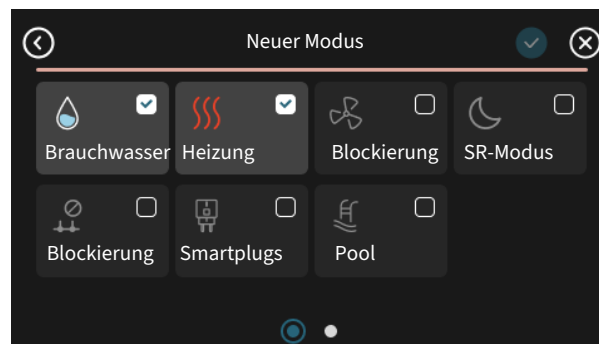 Neuer Modus
Brauchwasser Heizung Blockierung SR-Modus
Blockierung Smartplugs Pool